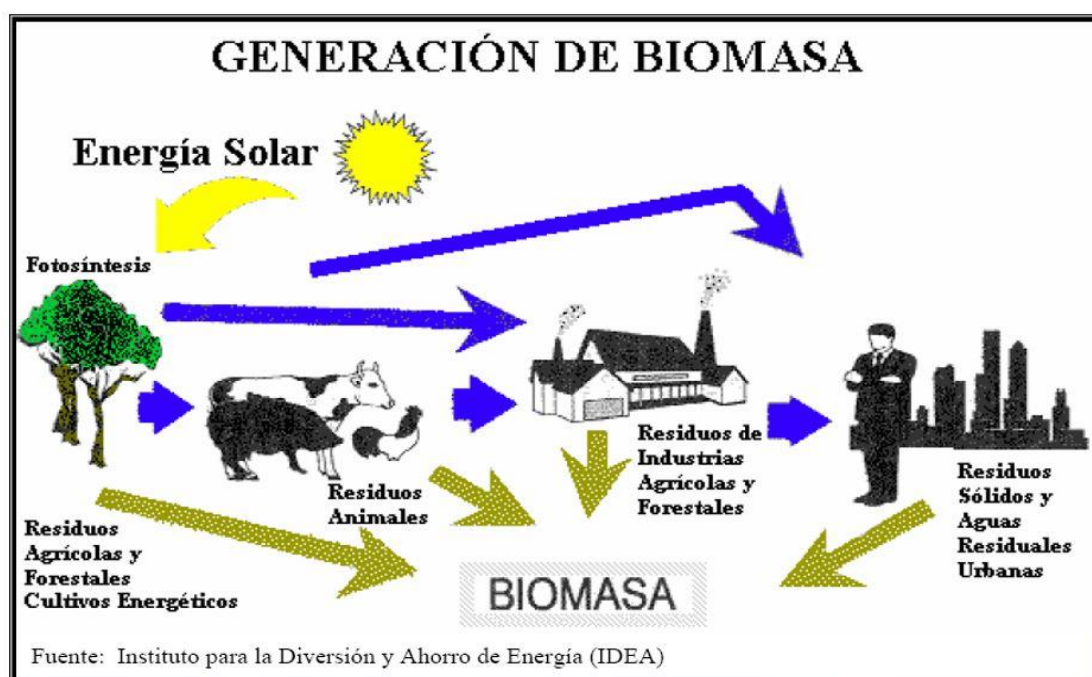 GENERACIÓN DE BIOMASA
Energía Solar
Fotosíntesis
Residuos
Agrícolas y
Forestales
Cultivos Energéticos
Residuos
Animales
Residuos de
Industrias
Agrícolas y
Forestales
Residuos
Sólidos y
Aguas
Residuales
Urbanas
BIOMASA
Fuente: Instituto para la Diversión y Ahorro de Energía (IDEA)